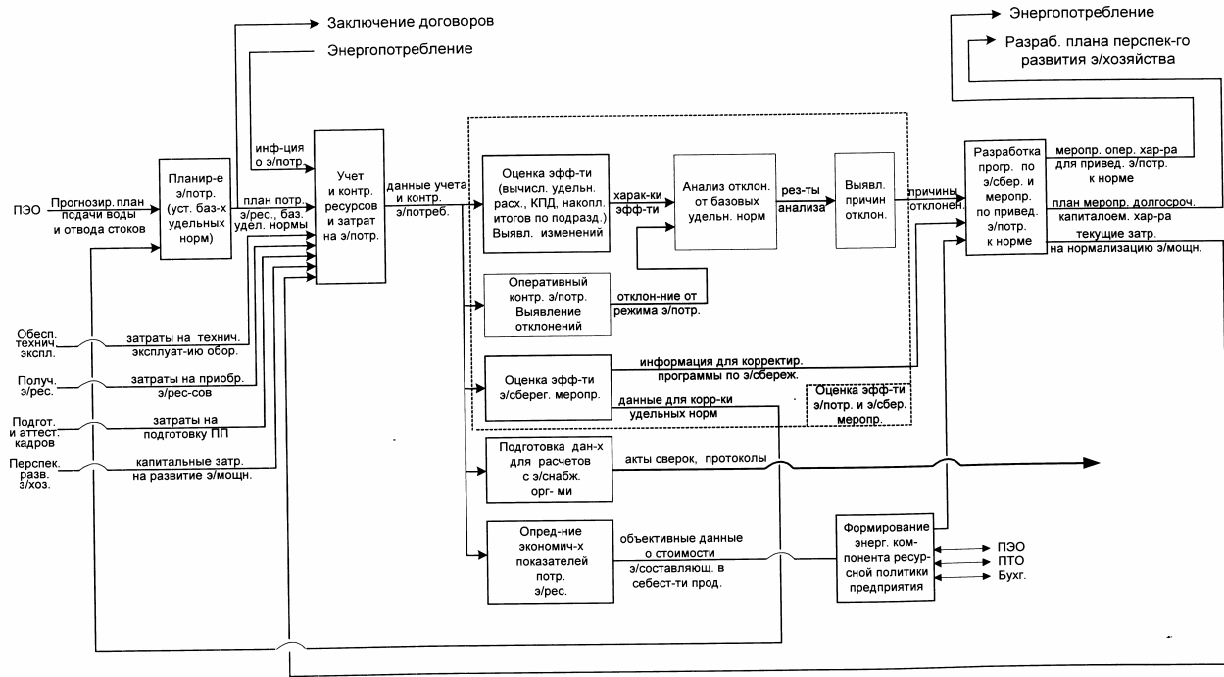 Заключение договоров
Энергопотребление
Энергопотребление
Разраб. плана перспек-го
развития э/хозяйства
ПЭО
Прогнозир. план
подачи воды
и отвода стоков
Планир-е
э/потр.
(уст. баз-х
удельных
норм)
план потр.
э/рес., баз.
удел. нормы
инф-ция
о э/потр.
Учет
и контр.
ресурсов
и затрат
на э/потр.
данные учета
и контр.
э/потреб.
Оценка эфф-ти
(вычисл. удельн.
расх., КПД, накопл.
итогов по подразд.)
Выявл. изменений
харак-ки
эфф-ти
Анализ отклон.
от базовых
удельн. норм
рез-ты
анализа
Выявл.
причин
отклон.
причины
отклонен.
Разработка
прогр. по
э/сбер. и
меропр.
по привед.
э/потр.
к норме
меропр. опер. хар-ра
для привед. э/пстр.
к норме
план меропр. долгосроч.
капиталоем. хар-ра
текущие затр.
на нормализацию э/мощн.
Оперативный
контр. э/потр.
Выявление
отклонений
отклон-ние от
режима э/потр.
Обесп.
технич.
экспл.
затраты на технич.
эксплуат-ию обор.
Получ.
э/рес.
затраты на приобр.
э/рес-сов
Подгот.
и аттест.
кадров
затраты на
подготовку ПП
Перспек.
разв.
э/хоз.
капитальные затр.
на развитие э/мощн.
Оценка эфф-ти
э/сберег. меропр.
информация для корректир.
программы по э/сбереж.
данные для корр-ки
удельных норм
Оценка эфф-ти
э/потр. и э/сбер.
меропр.
Подготовка дан-х
для расчетов
с э/снабж.
орг- ми
акты сверок, протоколы
Опред-ние
экономич-х
показателей
потр.
э/рес.
объективные данные
о стоимости
э/составляющ. в
себест-ти прод.
Формирование
энерг. ком-
понента ресур-
сной политики
предприятия
ПЭО
ПТО
Бухг.